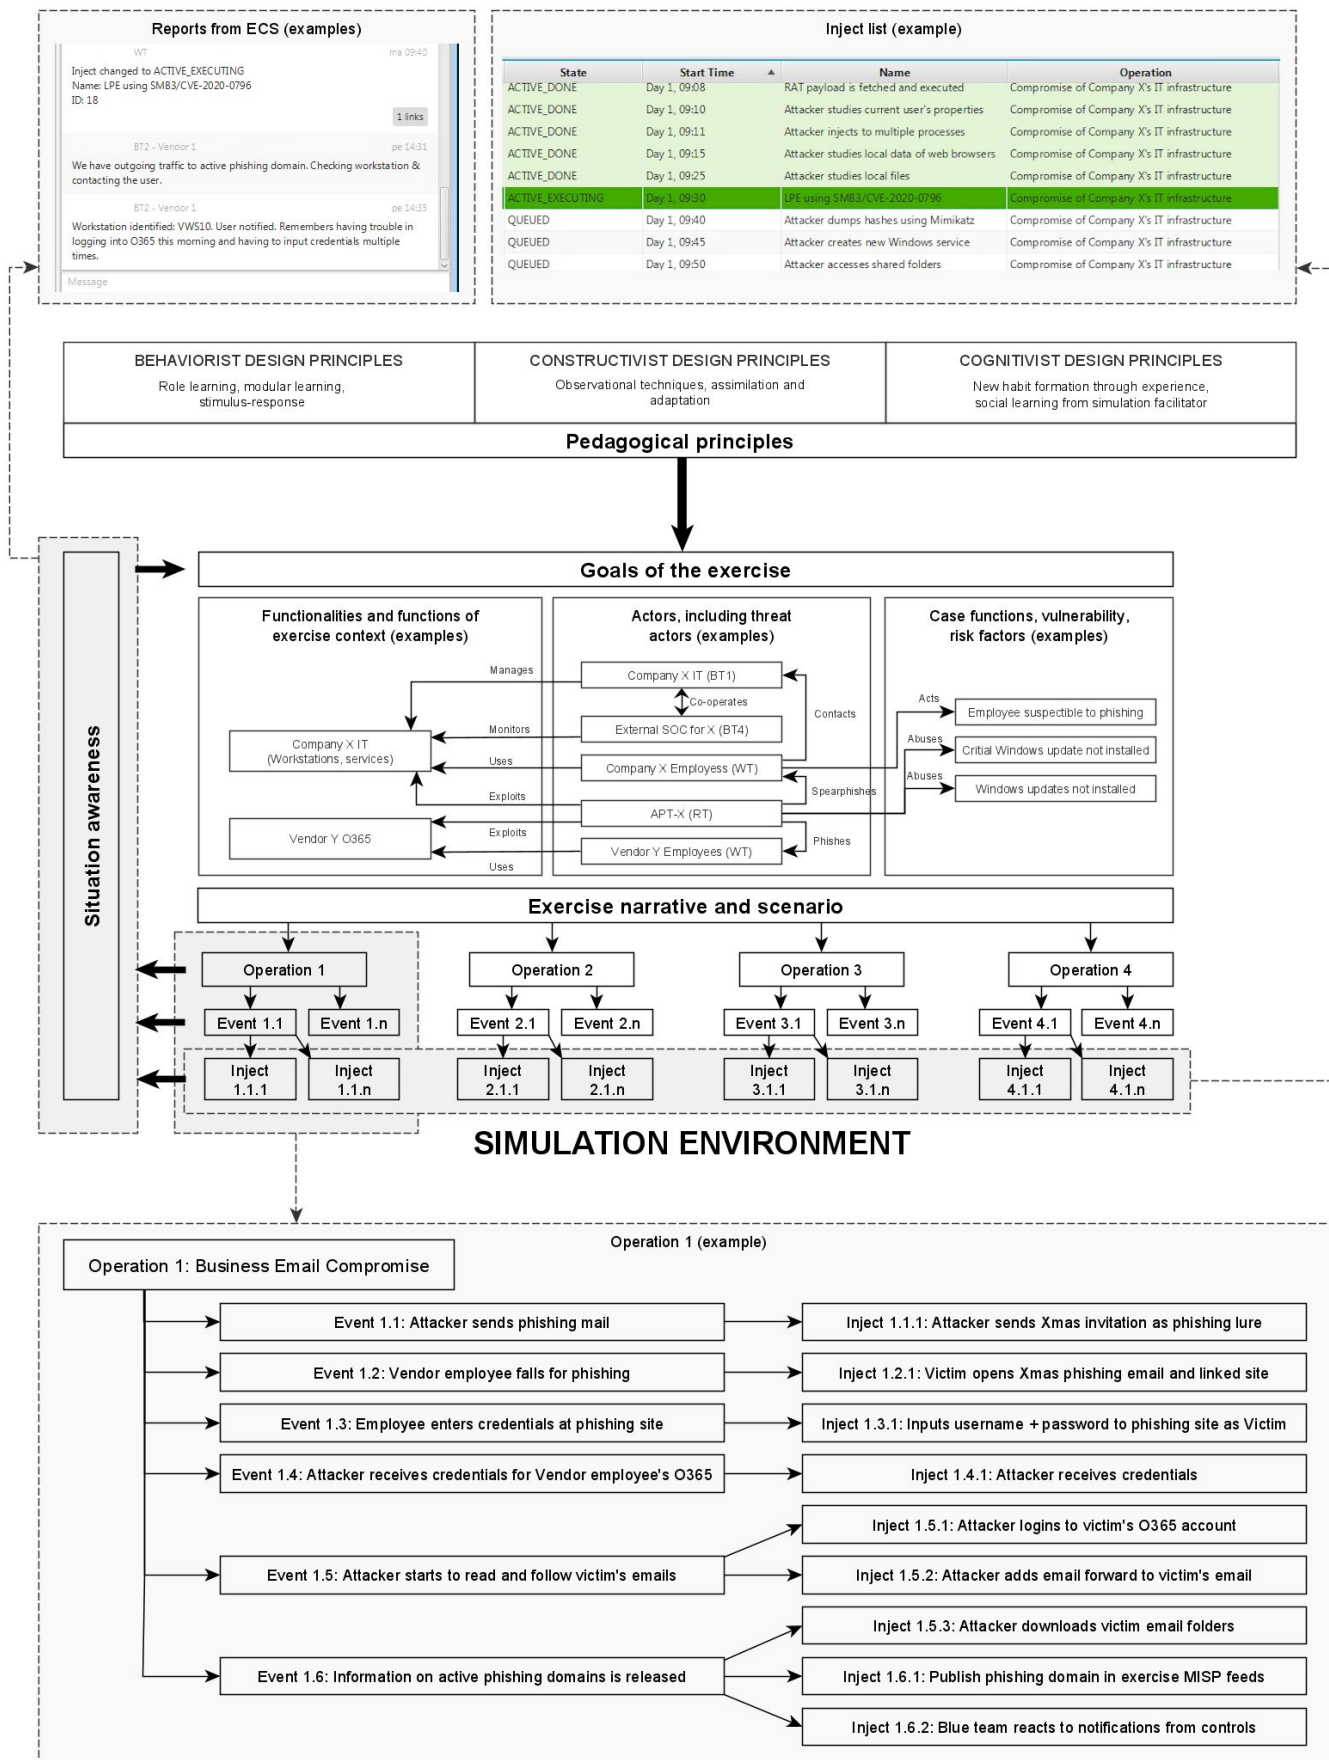 Reports from ECS (examples)
WT ma 09:40
Inject changed to ACTIVE_EXECUTING
Name: LPE using SMB3/CVE-2020-0796
ID: 18
1 links
BT2 - Vendor 1 pe 14:31
We have outgoing traffic to active phishing domain. Checking workstation &
contacting the user.
BT2 - Vendor 1 pe 14:35
Workstation identified: VWS10. User notified. Remembers having trouble in
logging into O365 this morning and having to input credentials multiple
times.
Message
Inject list (example)
State Start Time Name Operation
ACTIVE_DONE Day 1, 09:08 RAT payload is fetched and executed Compromise of Company X's IT infrastructure
ACTIVE_DONE Day 1, 09:10 Attacker studies current user's properties Compromise of Company X's IT infrastructure
ACTIVE_DONE Day 1, 09:11 Attacker injects to multiple processes Compromise of Company X's IT infrastructure
ACTIVE_DONE Day 1, 09:15 Attacker studies local data of web browsers Compromise of Company X's IT infrastructure
ACTIVE_DONE Day 1, 09:25 Attacker studies local files Compromise of Company X's IT infrastructure
ACTIVE_EXECUTING Day 1, 09:30 LPE using SMB3/CVE-2020-0796 Compromise of Company X's IT infrastructure
QUEUED Day 1, 09:40 Attacker dumps hashes using Mimikatz Compromise of Company X's IT infrastructure
QUEUED Day 1, 09:45 Attacker creates new Windows service Compromise of Company X's IT infrastructure
QUEUED Day 1, 09:50 Attacker accesses shared folders Compromise of Company X's IT infrastructure
BEHAVIORIST DESIGN PRINCIPLES
Role learning, modular learning,
stimulus-response
CONSTRUCTIVIST DESIGN PRINCIPLES
Observational techniques, assimilation and
adaptation
COGNITIVIST DESIGN PRINCIPLES
New habit formation through experience,
social learning from simulation facilitator
Pedagogical principles
Situation awareness
Goals of the exercise
Functionalities and functions of
exercise context (examples)
Actors, including threat
actors (examples)
Case functions, vulnerability,
risk factors (examples)
Manages
Company X IT (BT1)
Co-operates
Contacts
Acts
Employee suspectible to phishing
Monitors
External SOC for X (BT4)
Company X IT
(Workstations, services)
Abuses
Critial Windows update not installed
Uses
Company X Employess (WT)
Abuses
Windows updates not installed
Exploits
Spearphishes
APT-X (RT)
Exploits
Vendor Y O365
Phishes
Vendor Y Employees (WT)
Uses
Exercise narrative and scenario
Operation 1 Operation 2 Operation 3 Operation 4
Event 1.1 Event 1.n Event 2.1 Event 2.n Event 3.1 Event 3.n Event 4.1 Event 4.n
Inject Inject Inject Inject Inject Inject Inject Inject
1.1.1 1.1.n 2.1.1 2.1.n 3.1.1 3.1.n 4.1.1 4.1.n
SIMULATION ENVIRONMENT
Operation 1 (example)
Operation 1: Business Email Compromise
Event 1.1: Attacker sends phishing mail
Inject 1.1.1: Attacker sends Xmas invitation as phishing lure
Event 1.2: Vendor employee falls for phishing
Inject 1.2.1: Victim opens Xmas phishing email and linked site
Event 1.3: Employee enters credentials at phishing site
Inject 1.3.1: Inputs username + password to phishing site as Victim
Event 1.4: Attacker receives credentials for Vendor employee's O365
Inject 1.4.1: Attacker receives credentials
Inject 1.5.1: Attacker logins to victim's O365 account
Event 1.5: Attacker starts to read and follow victim's emails
Inject 1.5.2: Attacker adds email forward to victim's email
Inject 1.5.3: Attacker downloads victim email folders
Event 1.6: Information on active phishing domains is released
Inject 1.6.1: Publish phishing domain in exercise MISP feeds
Inject 1.6.2: Blue team reacts to notifications from controls